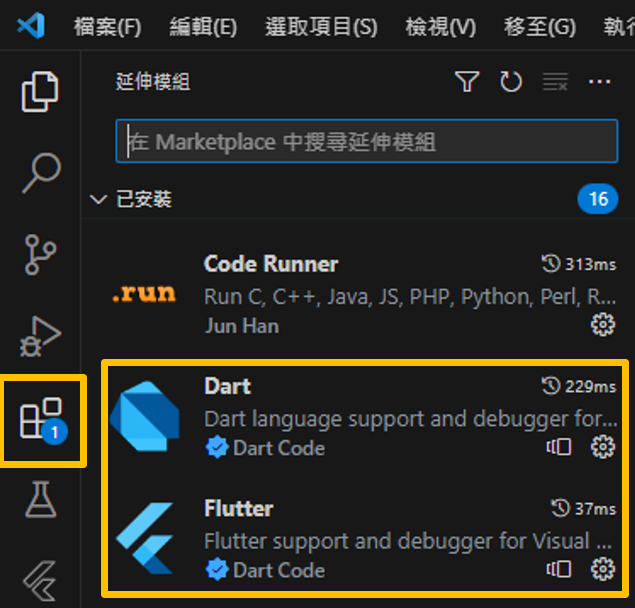 檔案(F) 編輯(E) 選取項目(S) 檢視(V) 移至(G) 執行
延伸模組
在 Marketplace 中搜尋延伸模組
已安裝 16
Code Runner 313ms
.run
Run C, C++, Java, JS, PHP, Python, Perl, R...
Jun Han
Dart 229ms
Dart language support and debugger for...
Dart Code
1
Flutter 37ms
Flutter support and debugger for Visual ...
Dart Code